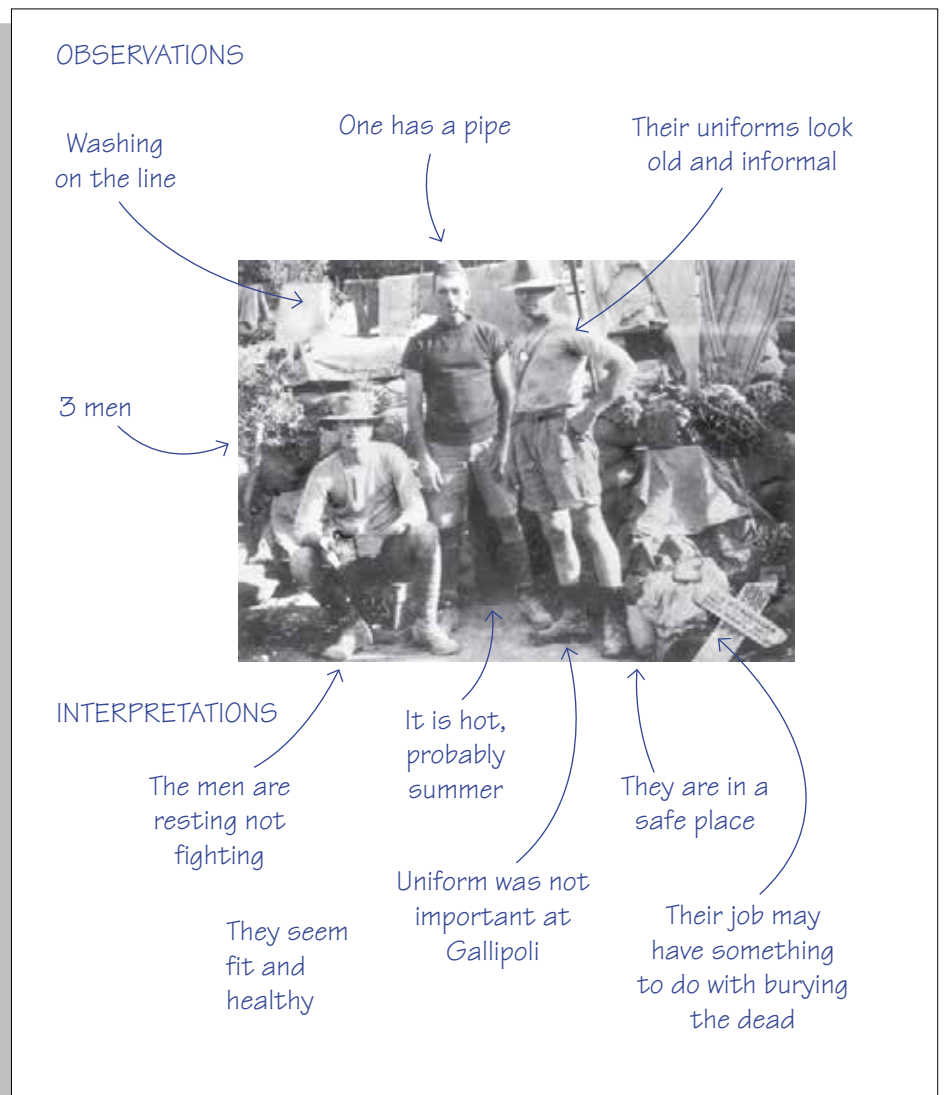 OBSERVATIONS
Washing
on the line
One has a pipe
Their uniforms look
old and informal
3 men
INTERPRETATIONS
The men are
resting not
fighting
They seem
fit and
healthy
It is hot,
probably
summer
Uniform was not
important at
Gallipoli
They are in a
safe place
Their job may
have something
to do with burying
the dead